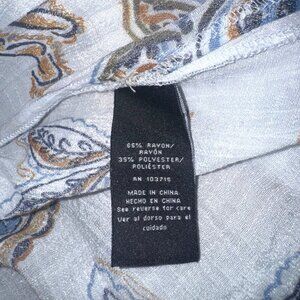 65% RAYON/
RAYÓN
35% POLYESTER/
POLIÉSTER
RN 103715
MADE IN CHINA
HECHO EN CHINA
See reverse for care
Ver al dorso para el
cuidado